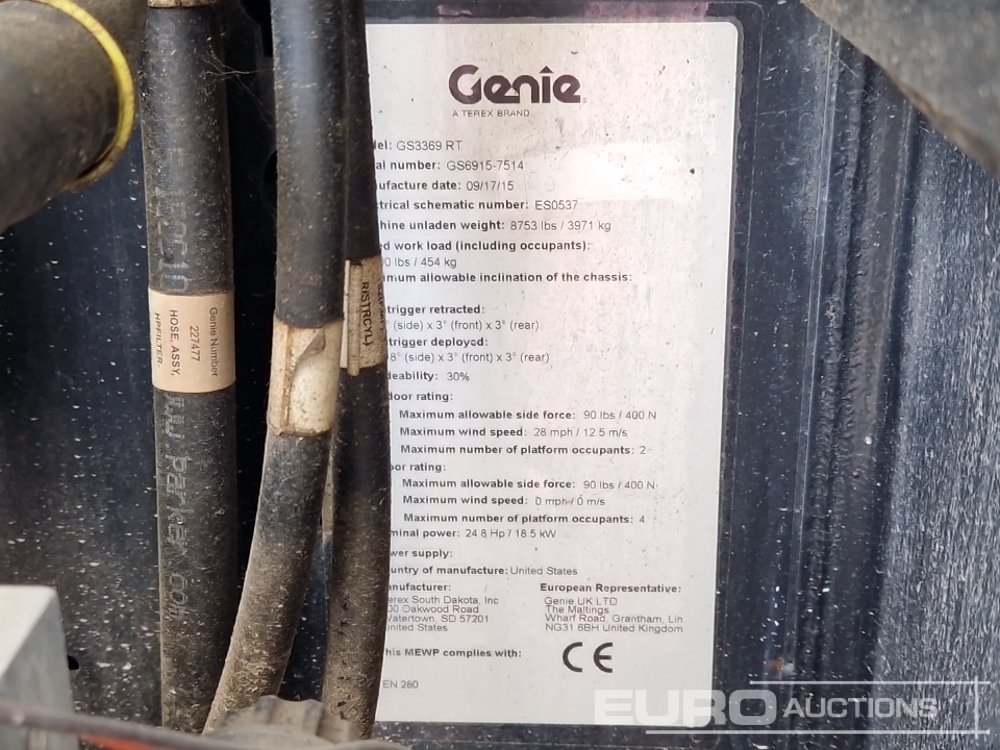 Genie
A TEREX BRAND
del: GS3369 RT
al number: GS6915-7514
ufacture date: 09/17/15
trical schematic number: ES0537
hine unladen weight: 8753 lbs / 3971 kg
ed work load (including occupants):
0 lbs / 454 kg
imum allowable inclination of the chassis:
trigger retracted:
° (side) x 3° (front) x 3° (rear)
trigger deployed:
8° (side) x 3° (front) x 3° (rear)
deability: 30%
door rating:
Maximum allowable side force: 90 lbs / 400 N
Maximum wind speed: 28 mph / 12.5 m/s
Maximum number of platform occupants: 2
oor rating:
Maximum allowable side force: 90 lbs / 400 N
Maximum wind speed: 0 mph / 0 m/s
Maximum number of platform occupants: 4
minal power: 24.8 Hp / 18.5 kW
wer supply:
untry of manufacture: United States
anufacturer:
erex South Dakota, Inc
00 Oakwood Road
Watertown, SD 57201
United States
European Representative:
Genie UK LTD
The Maltings
Wharf Road, Grantham, Lin
NG31 6BH United Kingdom
his MEWP complies with:
CE
EN 280
Genie Number
227477
HOSE, ASSY,
HPFILTER-
RISTRCYL)
EURO AUCTIONS